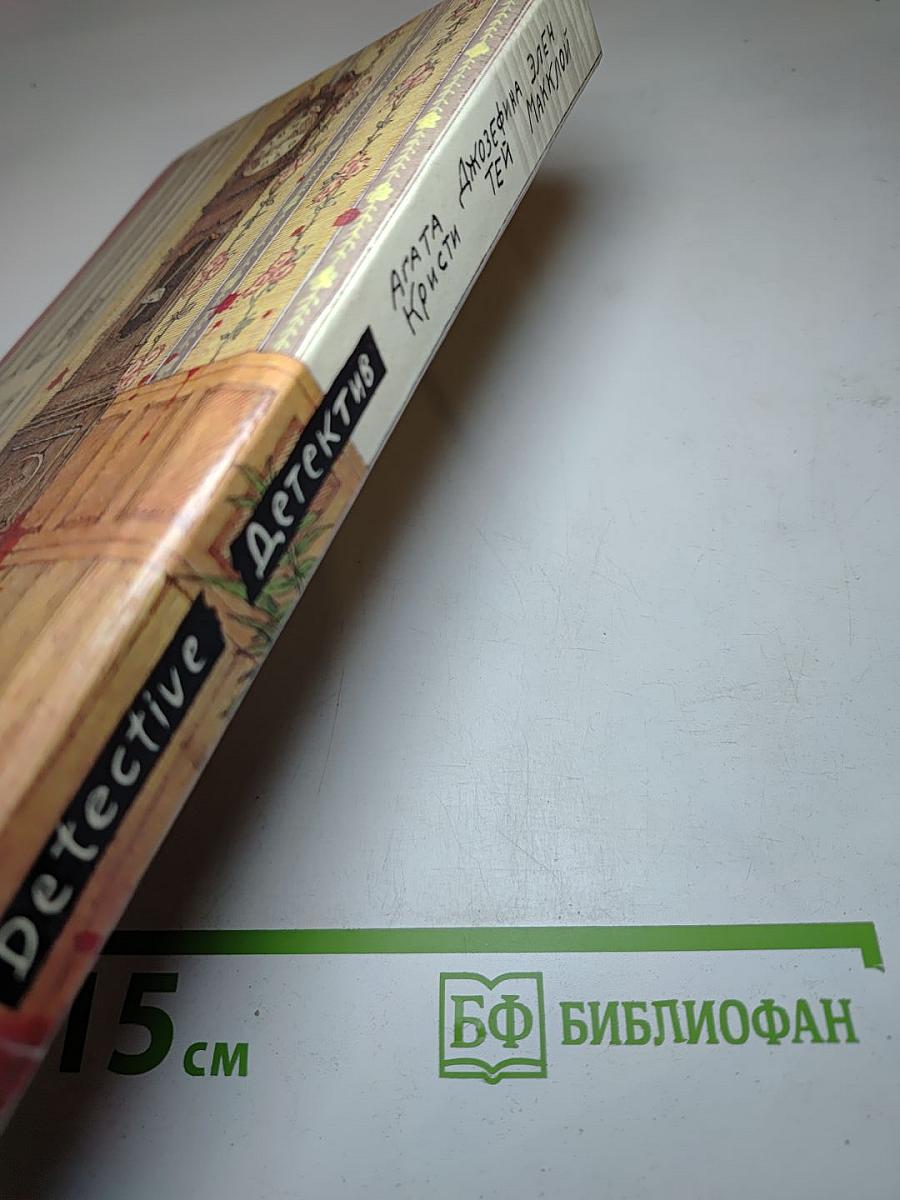 Detective
Детектив
Агата
Кристи
Джозефина
Тей
Элен
Макклой
15 см
БФ
БИБЛИОФАН